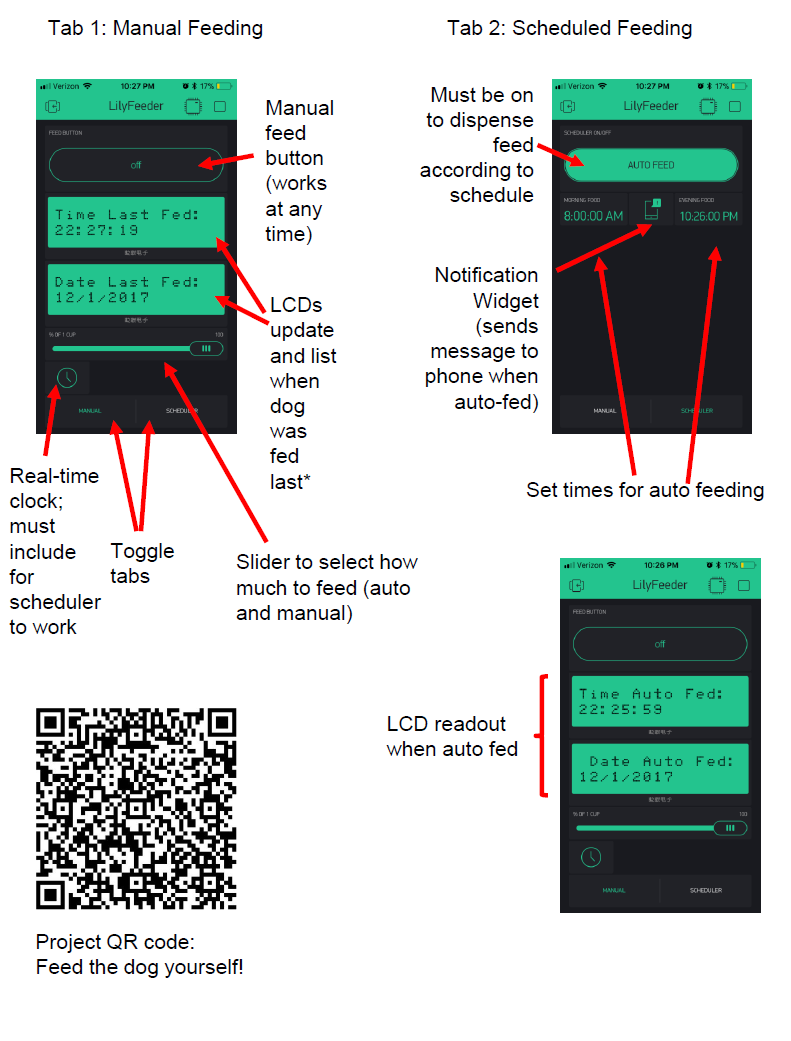 Tab 1: Manual Feeding
Tab 2: Scheduled Feeding
Verizon
10:27 PM
17%
LilyFeeder
FEED BUTTON
off
Time Last Fed:
22:27:19
Date Last Fed:
12/1/2017
% OF 1 CUP
100
MANUAL
SCHEDULER
Manual
feed
button
(works
at any
time)
LCDs
update
and list
when
dog
was
fed
last*
Real-time
clock;
must
include
for
scheduler
to work
Toggle
tabs
Slider to select how
much to feed (auto
and manual)
Must be on
to dispense
feed
according to
schedule
Verizon
10:27 PM
17%
LilyFeeder
SCHEDULER ON/OFF
AUTO FEED
MORNING FOOD
8:00:00 AM
EVENING FOOD
10:26:00 PM
MANUAL
SCHEDULER
Notification
Widget
(sends
message to
phone when
auto-fed)
Set times for auto feeding
Verizon
10:26 PM
17%
LilyFeeder
FEED BUTTON
off
Time Auto Fed:
22:25:59
Date Auto Fed:
12/1/2017
% OF 1 CUP
100
MANUAL
SCHEDULER
LCD readout
when auto fed
Project QR code:
Feed the dog yourself!